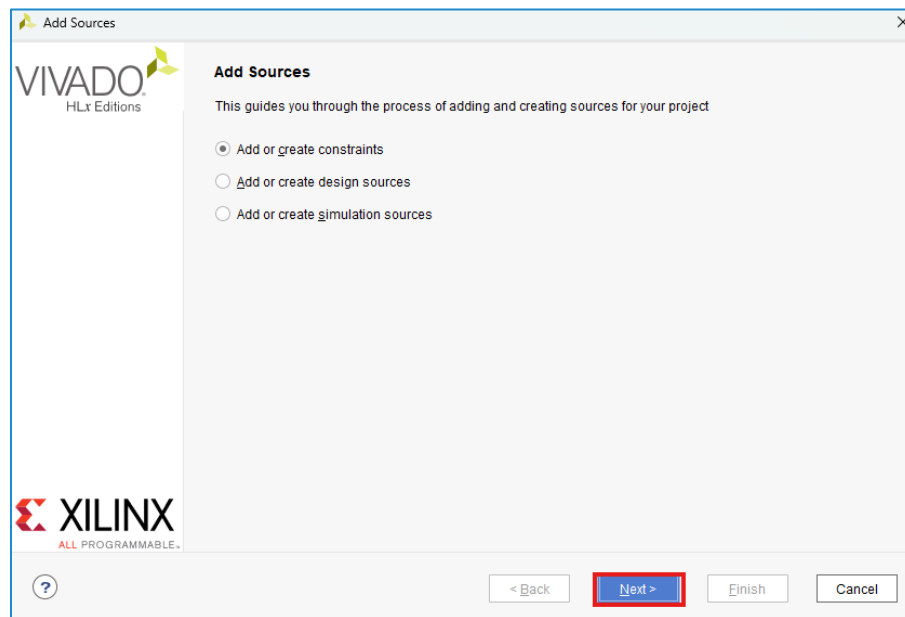 Add Sources
VIVADO.
HLx Editions
Add Sources
This guides you through the process of adding and creating sources for your project
Add or create constraints
Add or create design sources
Add or create simulation sources
XILINX
ALL PROGRAMMABLE.
?
< Back
Next >
Finish
Cancel